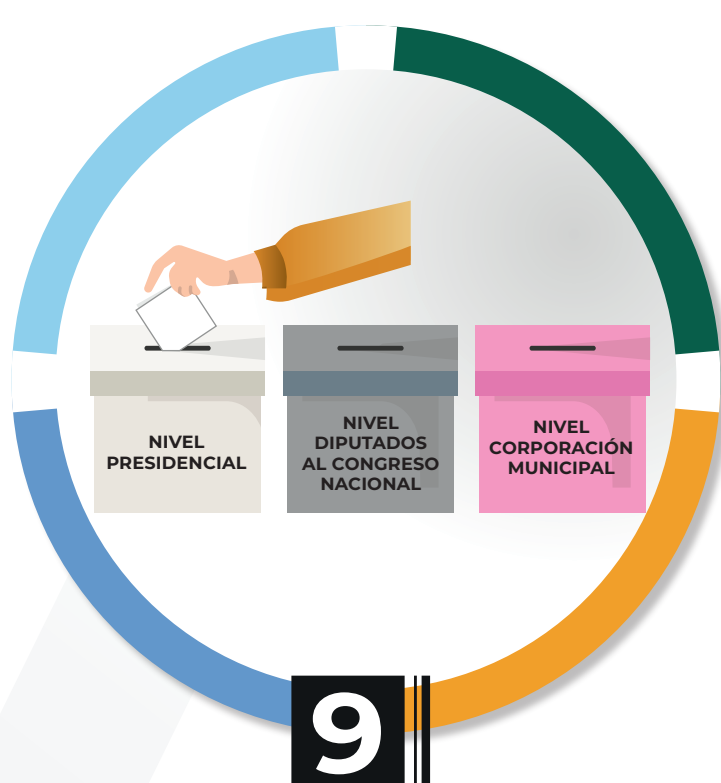 NIVEL
PRESIDENCIAL
NIVEL
DIPUTADOS
AL CONGRESO
NACIONAL
NIVEL
CORPORACIÓN
MUNICIPAL
9